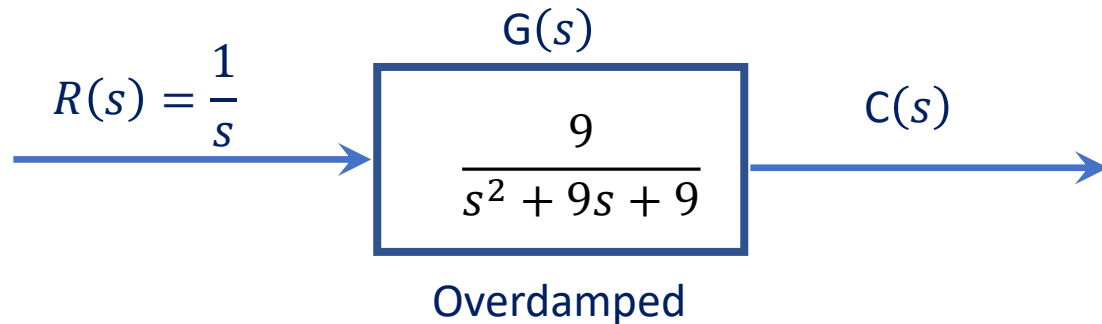 G(s)
R(s) = 1/s
9
s² + 9s + 9
C(s)
Overdamped